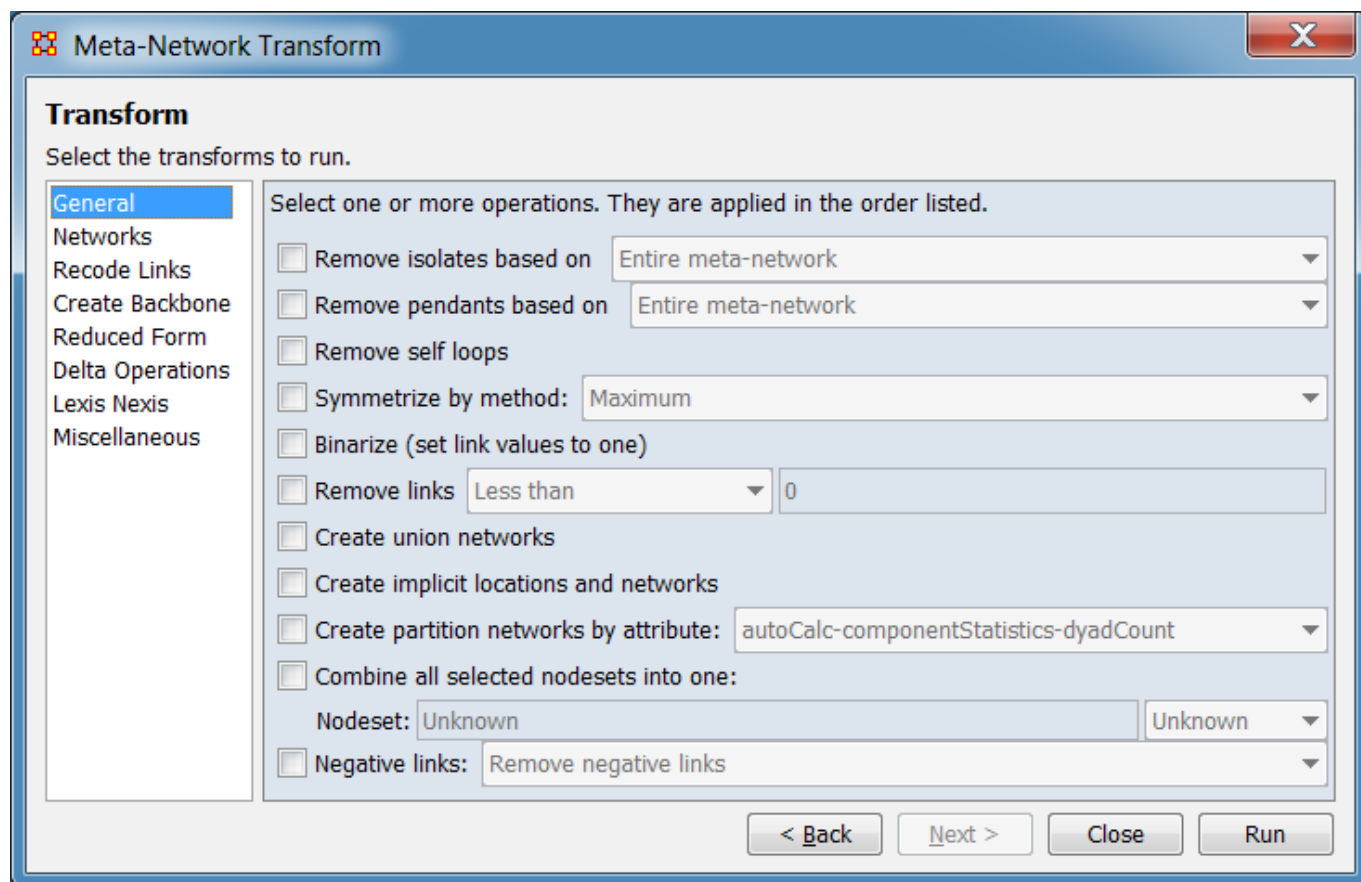 Meta-Network Transform
X
Transform
Select the transforms to run.
General
Networks
Recode Links
Create Backbone
Reduced Form
Delta Operations
Lexis Nexis
Miscellaneous
Select one or more operations. They are applied in the order listed.
Remove isolates based on Entire meta-network
Remove pendants based on Entire meta-network
Remove self loops
Symmetrize by method: Maximum
Binarize (set link values to one)
Remove links Less than 0
Create union networks
Create implicit locations and networks
Create partition networks by attribute: autoCalc-componentStatistics-dyadCount
Combine all selected nodesets into one:
Nodeset: Unknown Unknown
Negative links: Remove negative links
< Back Next > Close Run